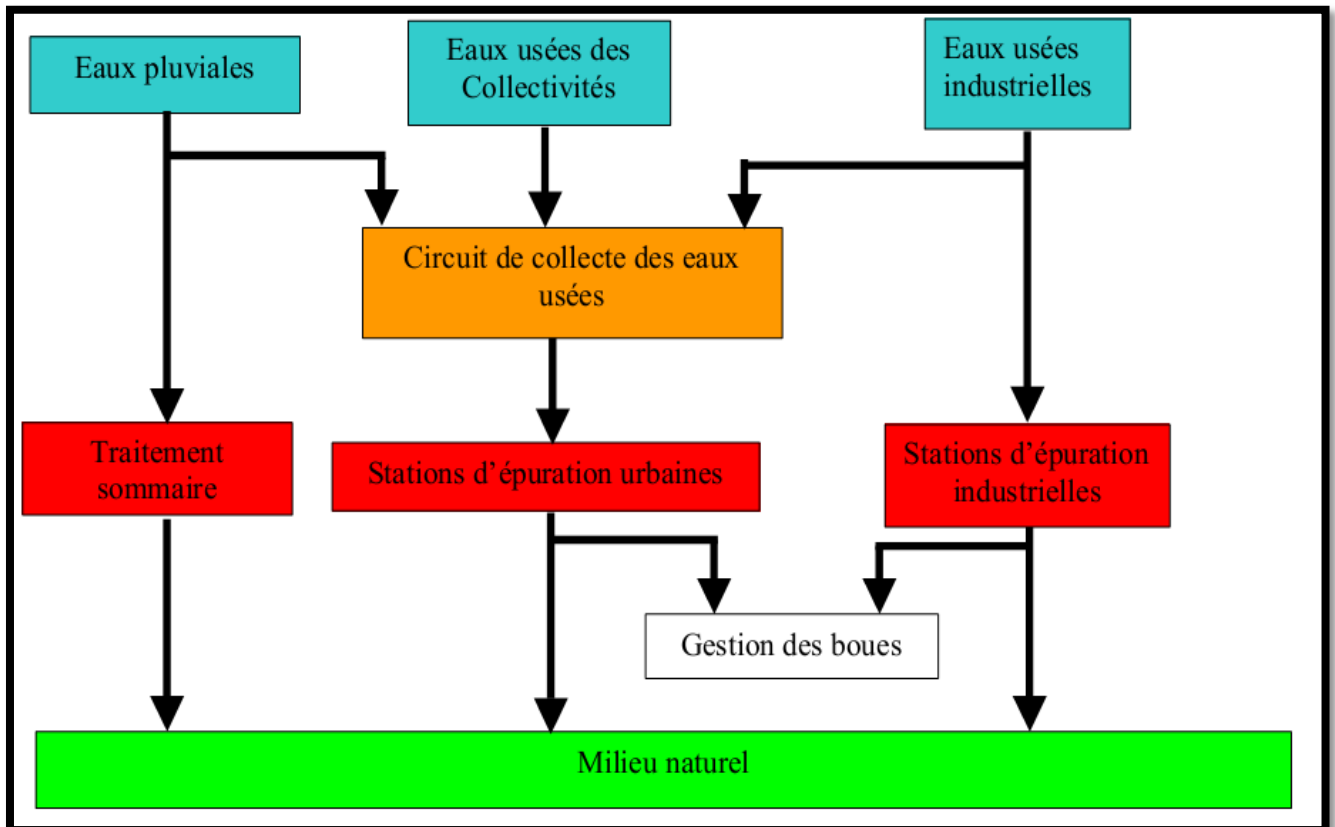 Eaux pluviales
Eaux usées des
Collectivités
Eaux usées
industrielles
Circuit de collecte des eaux
usées
Traitement
sommaire
Stations d’épuration urbaines
Stations d’épuration
industrielles
Gestion des boues
Milieu naturel